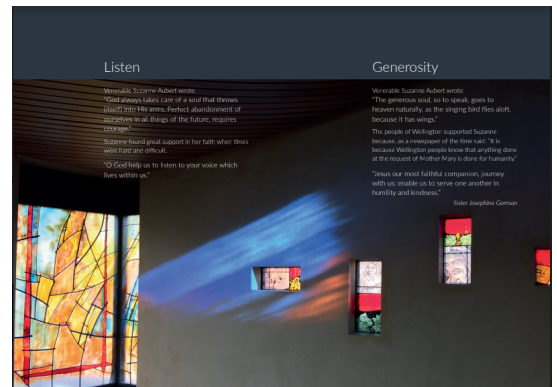 Listen
Venerable Suzanne Aubert wrote:
"God always takes care of a soul that throws
(itself) into His arms. Perfect abandonment of
ourselves in all things of the future, requires
courage."
Suzanne found great support in her faith when times
were hard and difficult.
"O God help us to listen to your voice which
lives within us."
Generosity
Venerable Suzanne Aubert wrote:
"The generous soul, so to speak, goes to
heaven naturally, as the singing bird flies aloft,
because it has wings."
The people of Wellington supported Suzanne
because, as a newspaper of the time said: "It is
because Wellington people know that anything done
at the request of Mother Mary is done for humanity."
"Jesus our most faithful companion, journey
with us; enable us to serve one another in
humility and kindness."
Sister Josephine Gorman